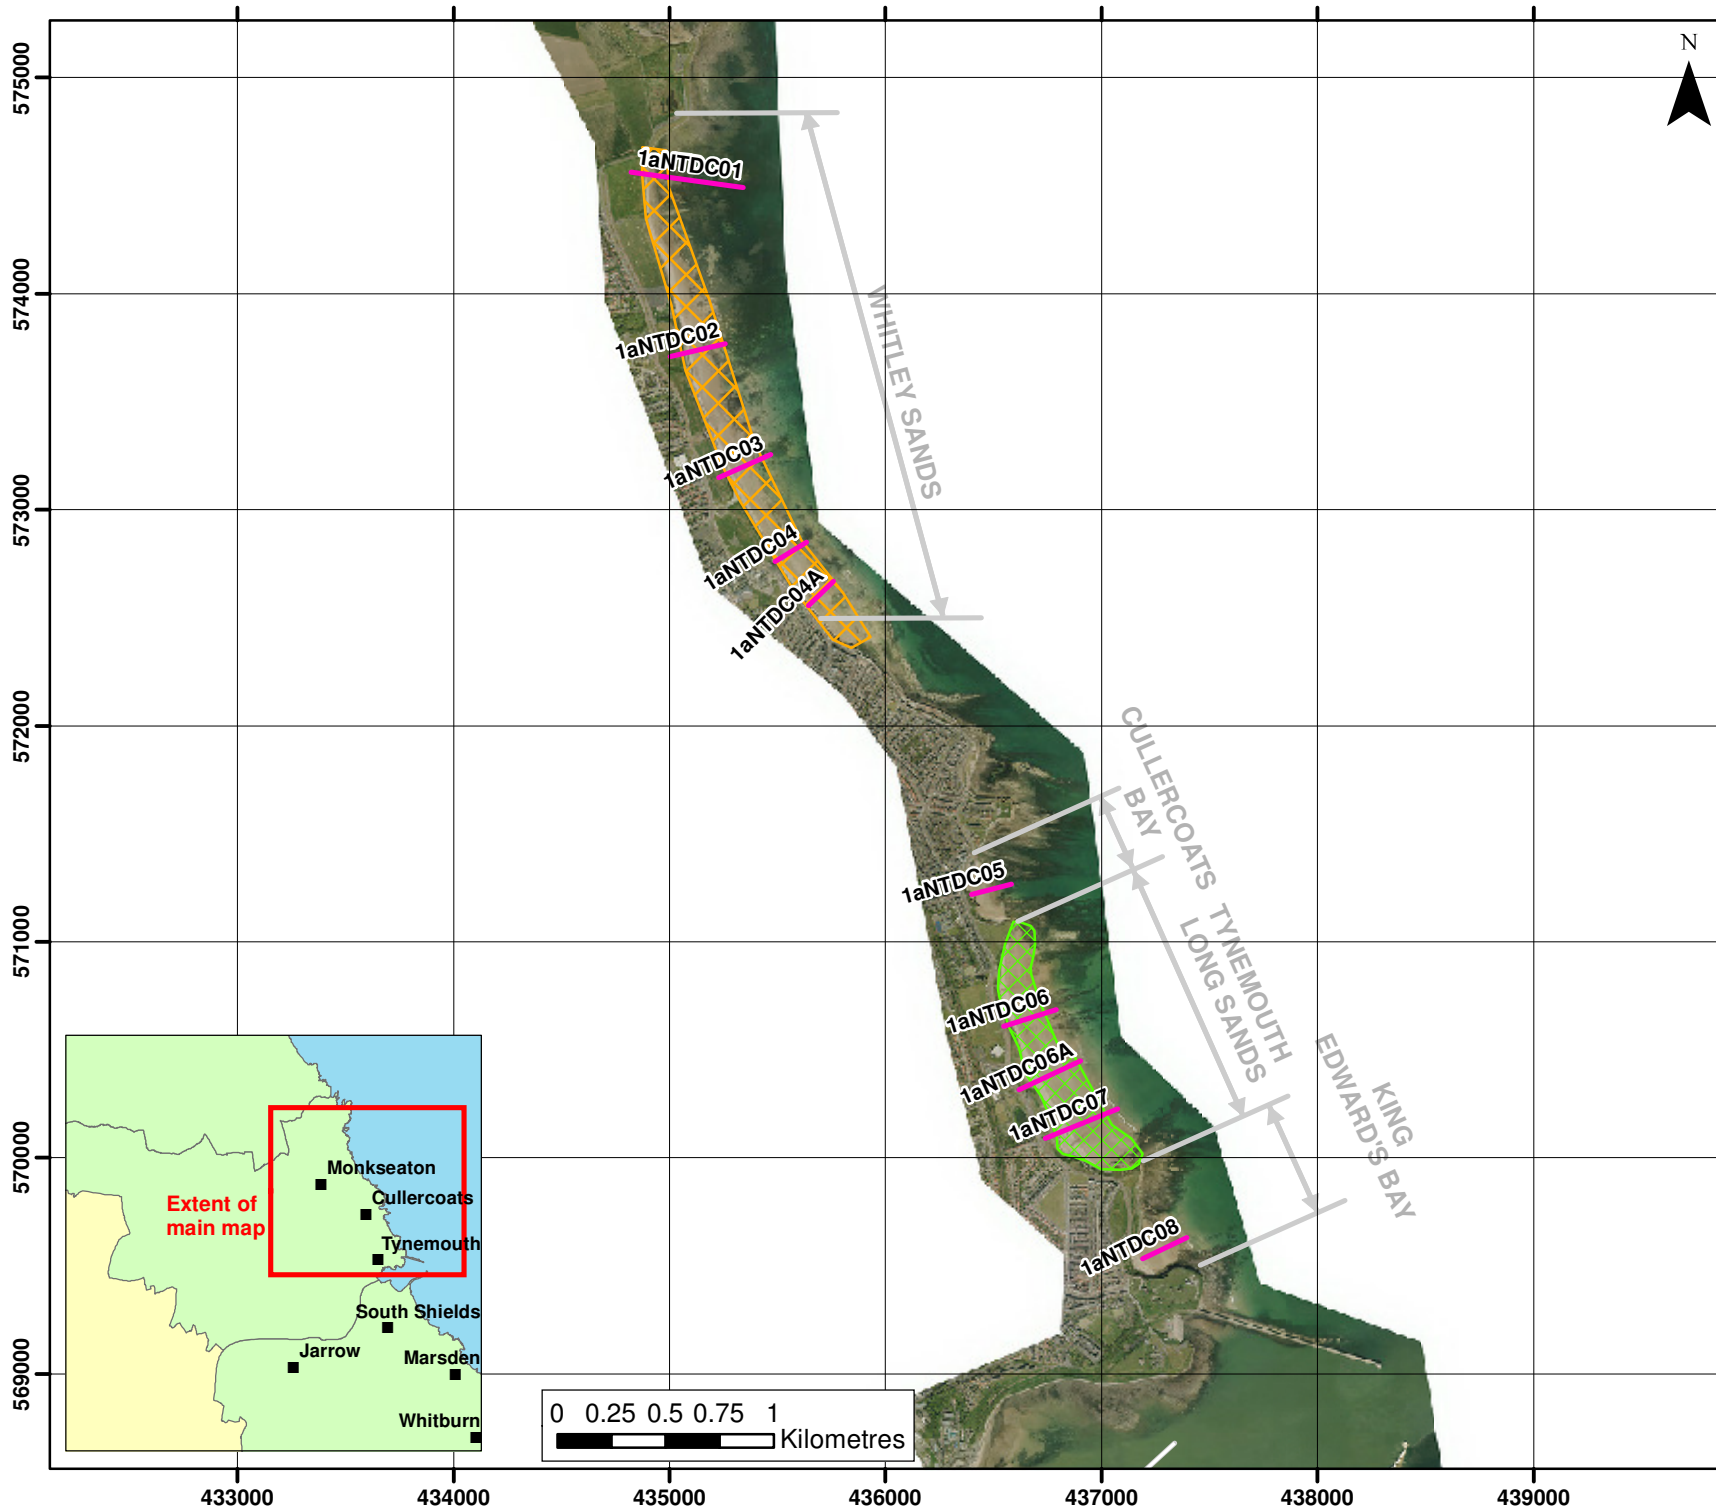 N
575000
574000
573000
572000
571000
570000
569000
1aNTDC01
1aNTDC02
1aNTDC03
1aNTDC04
1aNTDC04A
1aNTDC05
1aNTDC06
1aNTDC06A
1aNTDC07
1aNTDC08
WHITLEY SANDS
CULLERCOATS
BAY
TYNEMOUTH
LONG SANDS
KING
EDWARD'S BAY
Monkseaton
Cullercoats
Extent of
main map
Tynemouth
South Shields
Jarrow
Marsden
Whitburn
0 0.25 0.5 0.75 1
Kilometres
433000 434000 435000 436000 437000 438000 439000